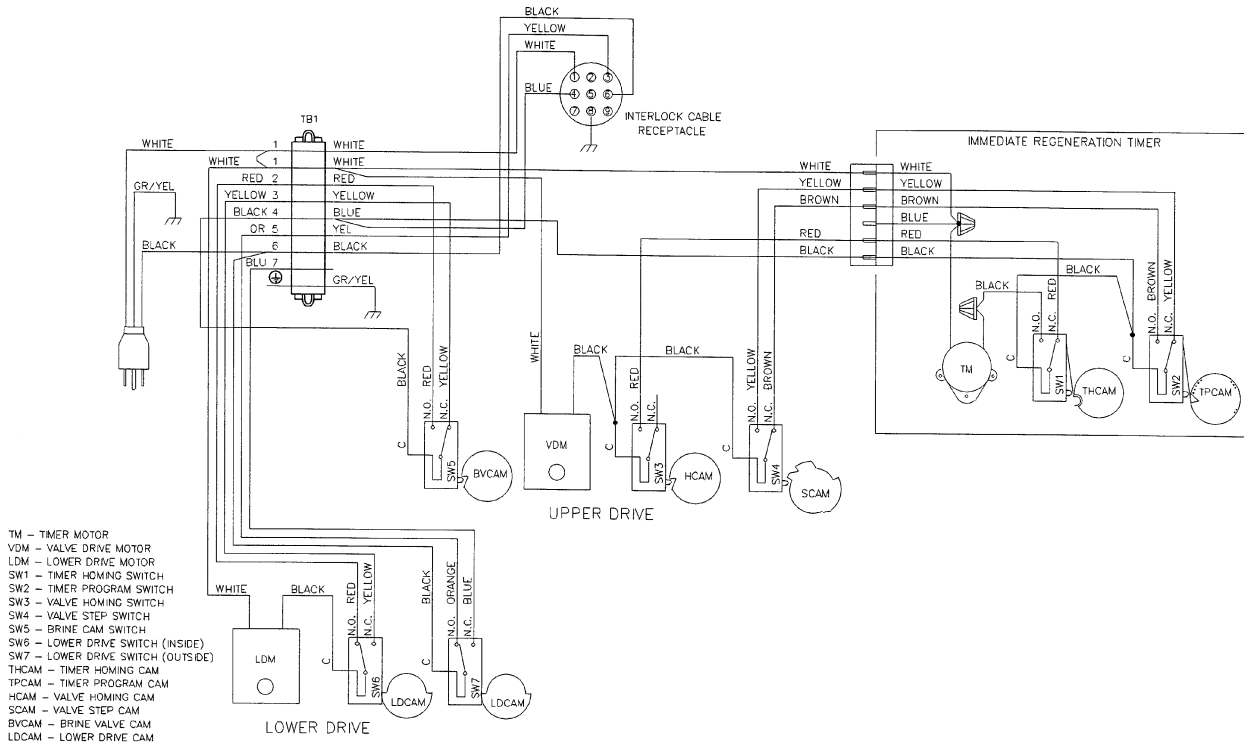 BLACK
YELLOW
WHITE
1 2 3
BLUE
4 5 6
7 8 9
INTERLOCK CABLE
RECEPTACLE
TB1
WHITE
1
WHITE
WHITE
1
WHITE
RED 2
RED
GR/YEL
YELLOW 3
YELLOW
BLACK 4
BLUE
OR 5
YEL
BLACK
6
BLACK
BLU 7
GR/YEL
IMMEDIATE REGENERATION TIMER
WHITE
WHITE
YELLOW
YELLOW
BROWN
BROWN
BLUE
RED
RED
BLACK
BLACK
BLACK
BLACK
RED
BROWN
YELLOW
N.O.
N.C.
N.O.
N.C.
C
C
TM
SW1
THCAM
SW2
TPCAM
BLACK
RED
YELLOW
N.O.
N.C.
C
SW5
BVCAM
WHITE
BLACK
BLACK
RED
N.O.
N.C.
C
VDM
SW3
HCAM
YELLOW
BROWN
N.O.
N.C.
C
SW4
SCAM
UPPER DRIVE
WHITE
BLACK
RED
YELLOW
N.O.
N.C.
C
LDM
SW6
LDCAM
BLACK
ORANGE
BLUE
N.O.
N.C.
C
SW7
LDCAM
LOWER DRIVE
TM – TIMER MOTOR
VDM – VALVE DRIVE MOTOR
LDM – LOWER DRIVE MOTOR
SW1 – TIMER HOMING SWITCH
SW2 – TIMER PROGRAM SWITCH
SW3 – VALVE HOMING SWITCH
SW4 – VALVE STEP SWITCH
SW5 – BRINE CAM SWITCH
SW6 – LOWER DRIVE SWITCH (INSIDE)
SW7 – LOWER DRIVE SWITCH (OUTSIDE)
THCAM – TIMER HOMING CAM
TPCAM – TIMER PROGRAM CAM
HCAM – VALVE HOMING CAM
SCAM – VALVE STEP CAM
BVCAM – BRINE VALVE CAM
LDCAM – LOWER DRIVE CAM